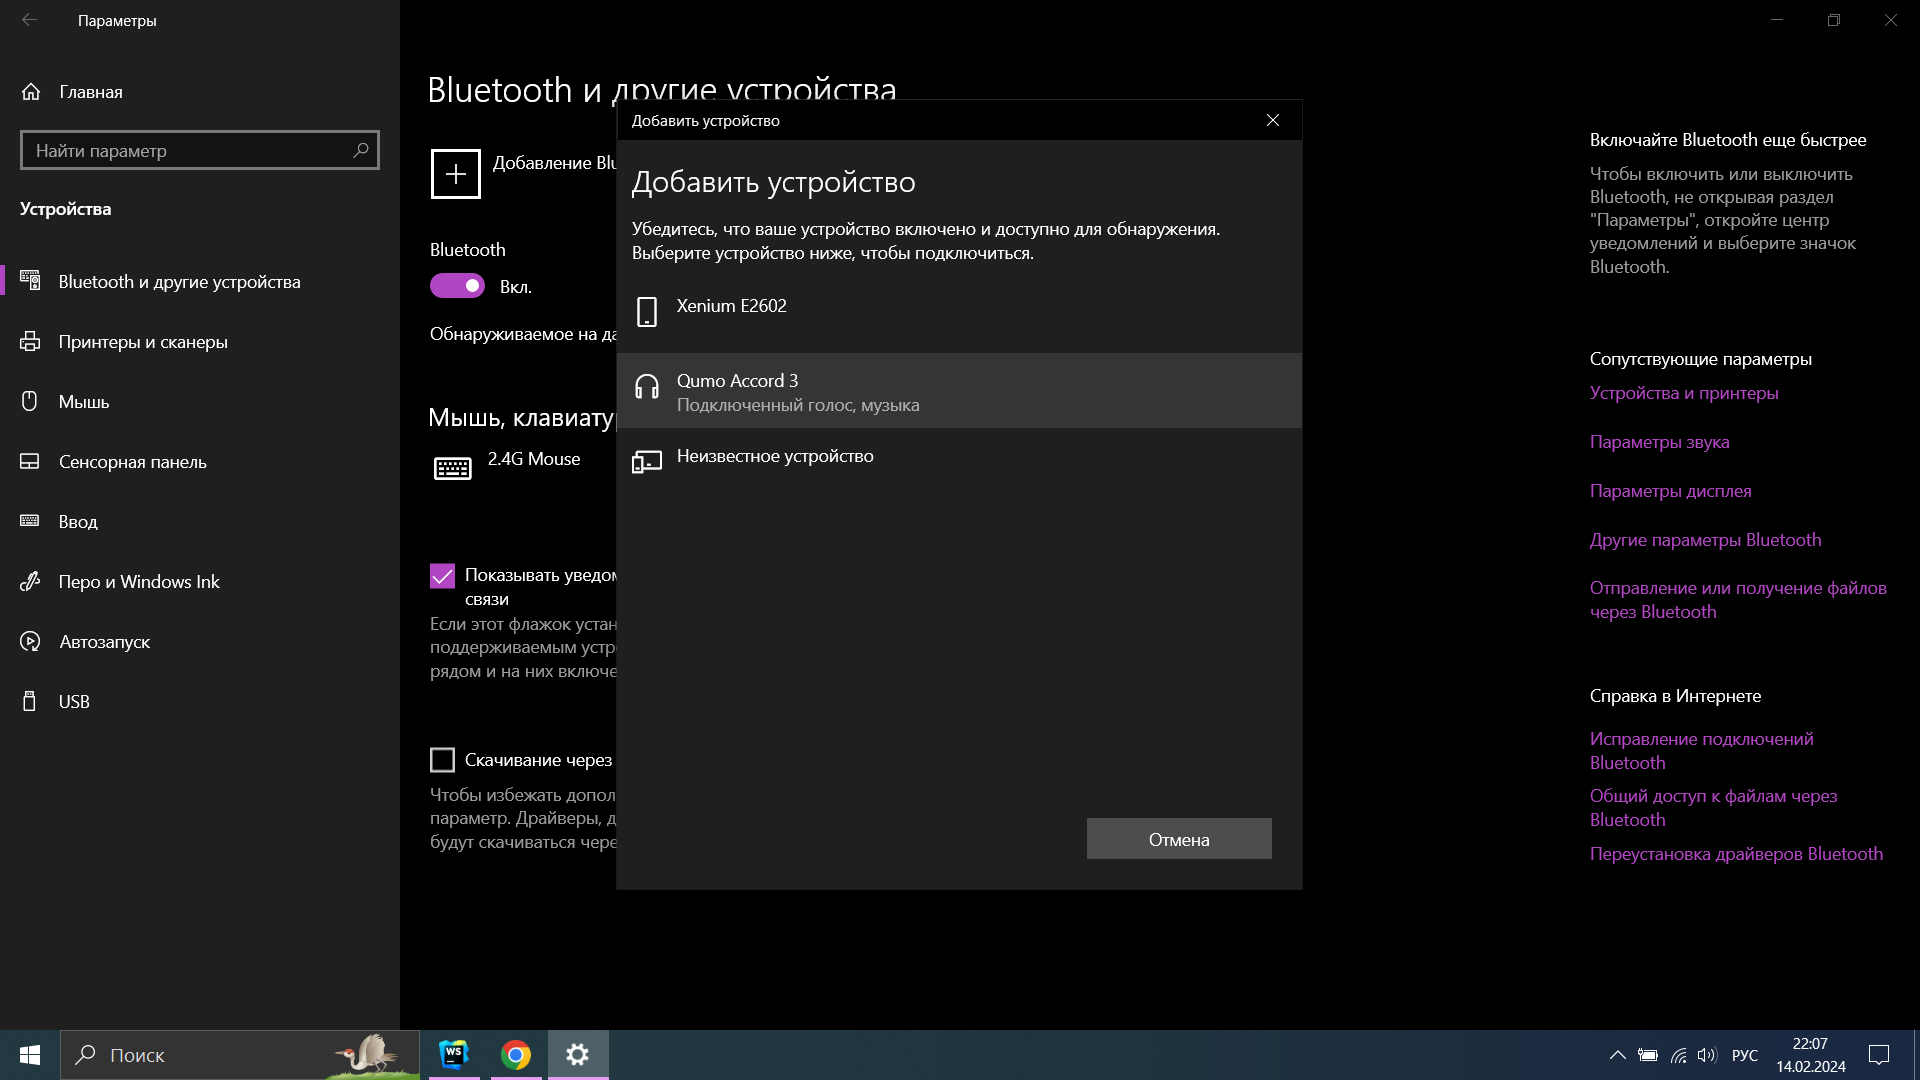 Параметры
Главная
Найти параметр
Устройства
Bluetooth и другие устройства
Принтеры и сканеры
Мышь
Сенсорная панель
Ввод
Перо и Windows Ink
Автозапуск
USB
Bluetooth и другие устройства
Добавление Blu
Bluetooth
Вкл.
Обнаруживаемое на да
Мышь, клавиату
2.4G Mouse
Показывать уведом
связи
Если этот флажок устан
поддерживаемым устр
рядом и на них включе
Скачивание через
Чтобы избежать допол
параметр. Драйверы, д
будут скачиваться чере
Добавить устройство
Добавить устройство
Убедитесь, что ваше устройство включено и доступно для обнаружения.
Выберите устройство ниже, чтобы подключиться.
Xenium E2602
Qumo Accord 3
Подключенный голос, музыка
Неизвестное устройство
Отмена
Включайте Bluetooth еще быстрее
Чтобы включить или выключить
Bluetooth, не открывая раздел
"Параметры", откройте центр
уведомлений и выберите значок
Bluetooth.
Сопутствующие параметры
Устройства и принтеры
Параметры звука
Параметры дисплея
Другие параметры Bluetooth
Отправление или получение файлов
через Bluetooth
Справка в Интернете
Исправление подключений
Bluetooth
Общий доступ к файлам через
Bluetooth
Переустановка драйверов Bluetooth
Поиск
WS
РУС
22:07
14.02.2024